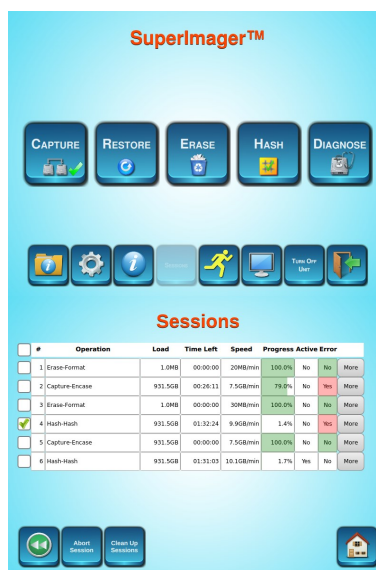 SuperImager™
CAPTURE RESTORE ERASE HASH DIAGNOSE
TURN OFF UNIT
Sessions
# Operation Load Time Left Speed Progress Active Error
1 Erase-Format 1.0MB 00:00:00 20MB/min 100.0% No No More
2 Capture-Encase 931.5GB 00:26:11 7.5GB/min 79.0% No Yes More
3 Erase-Format 1.0MB 00:00:00 30MB/min 100.0% No No More
4 Hash-Hash 931.5GB 01:32:24 9.9GB/min 1.4% No Yes More
5 Capture-Encase 931.5GB 00:00:00 7.5GB/min 100.0% No No More
6 Hash-Hash 931.5GB 01:31:03 10.1GB/min 1.7% Yes No More
Abort Session
Clean Up Sessions